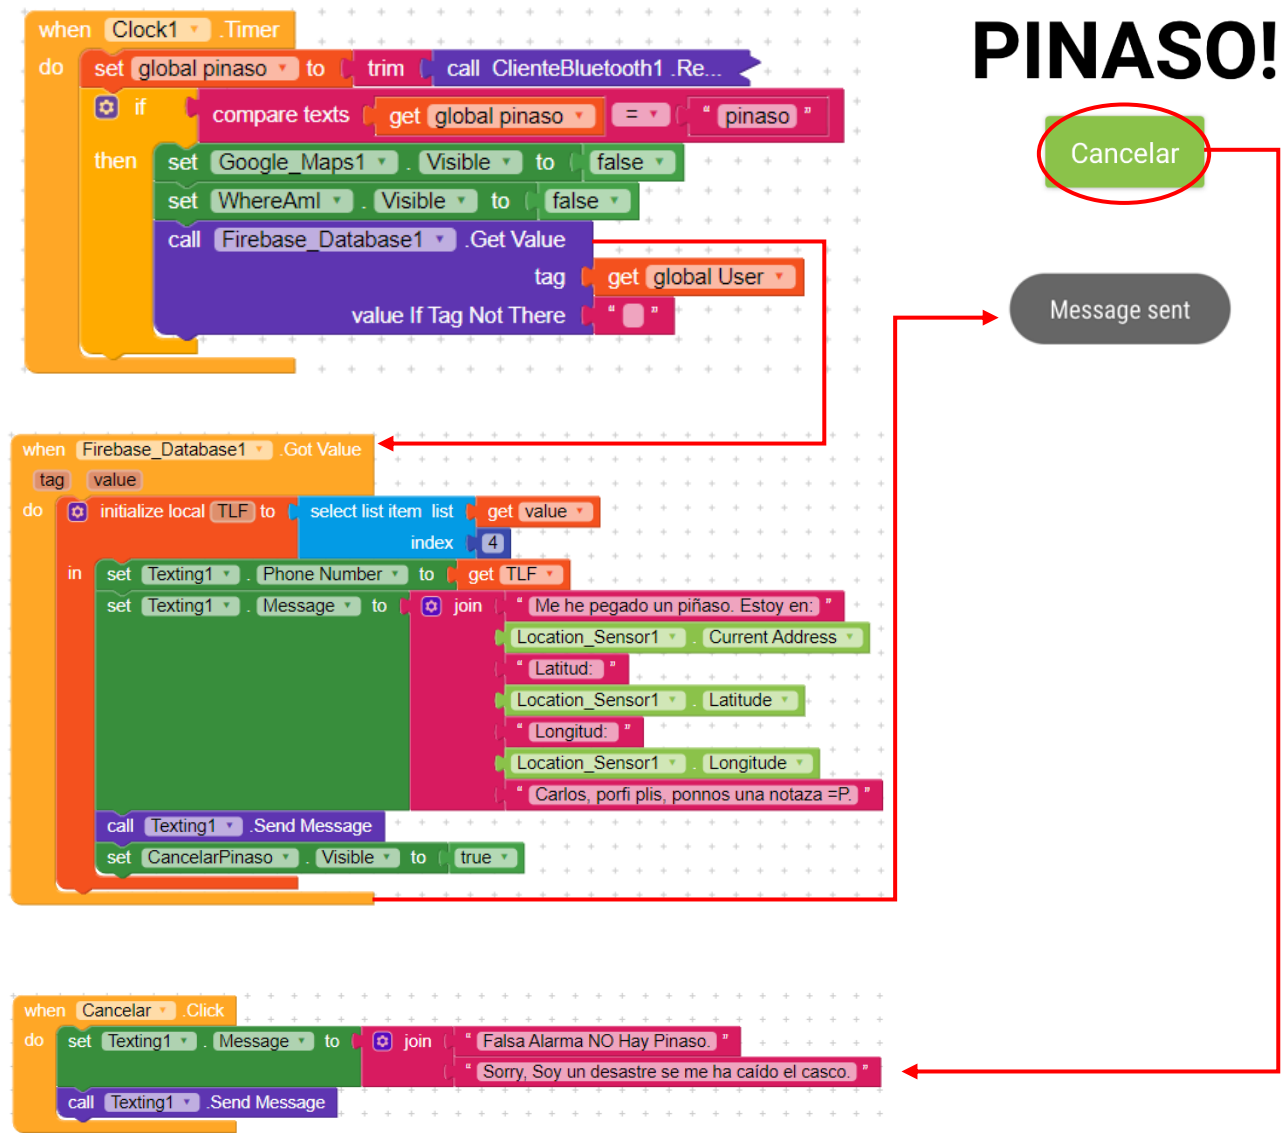 when Clock1 .Timer
do set global pinaso to trim call ClienteBluetooth1 .Re...
if compare texts get global pinaso = " pinaso "
then set Google_Maps1 . Visible to false
set WhereAmI . Visible to false
call Firebase_Database1 .Get Value
tag get global User
value If Tag Not There " "
PINASO!
Cancelar
Message sent
when Firebase_Database1 .Got Value
tag value
do initialize local TLF to select list item list get value
index 4
in set Texting1 . Phone Number to get TLF
set Texting1 . Message to join " Me he pegado un piñaso. Estoy en: "
Location_Sensor1 . Current Address
" Latitud: "
Location_Sensor1 . Latitude
" Longitud: "
Location_Sensor1 . Longitude
" Carlos, porfi plis, ponnos una notaza =P. "
call Texting1 .Send Message
set CancelarPinaso . Visible to true
when Cancelar .Click
do set Texting1 . Message to join " Falsa Alarma NO Hay Pinaso. "
" Sorry, Soy un desastre se me ha caído el casco. "
call Texting1 .Send Message